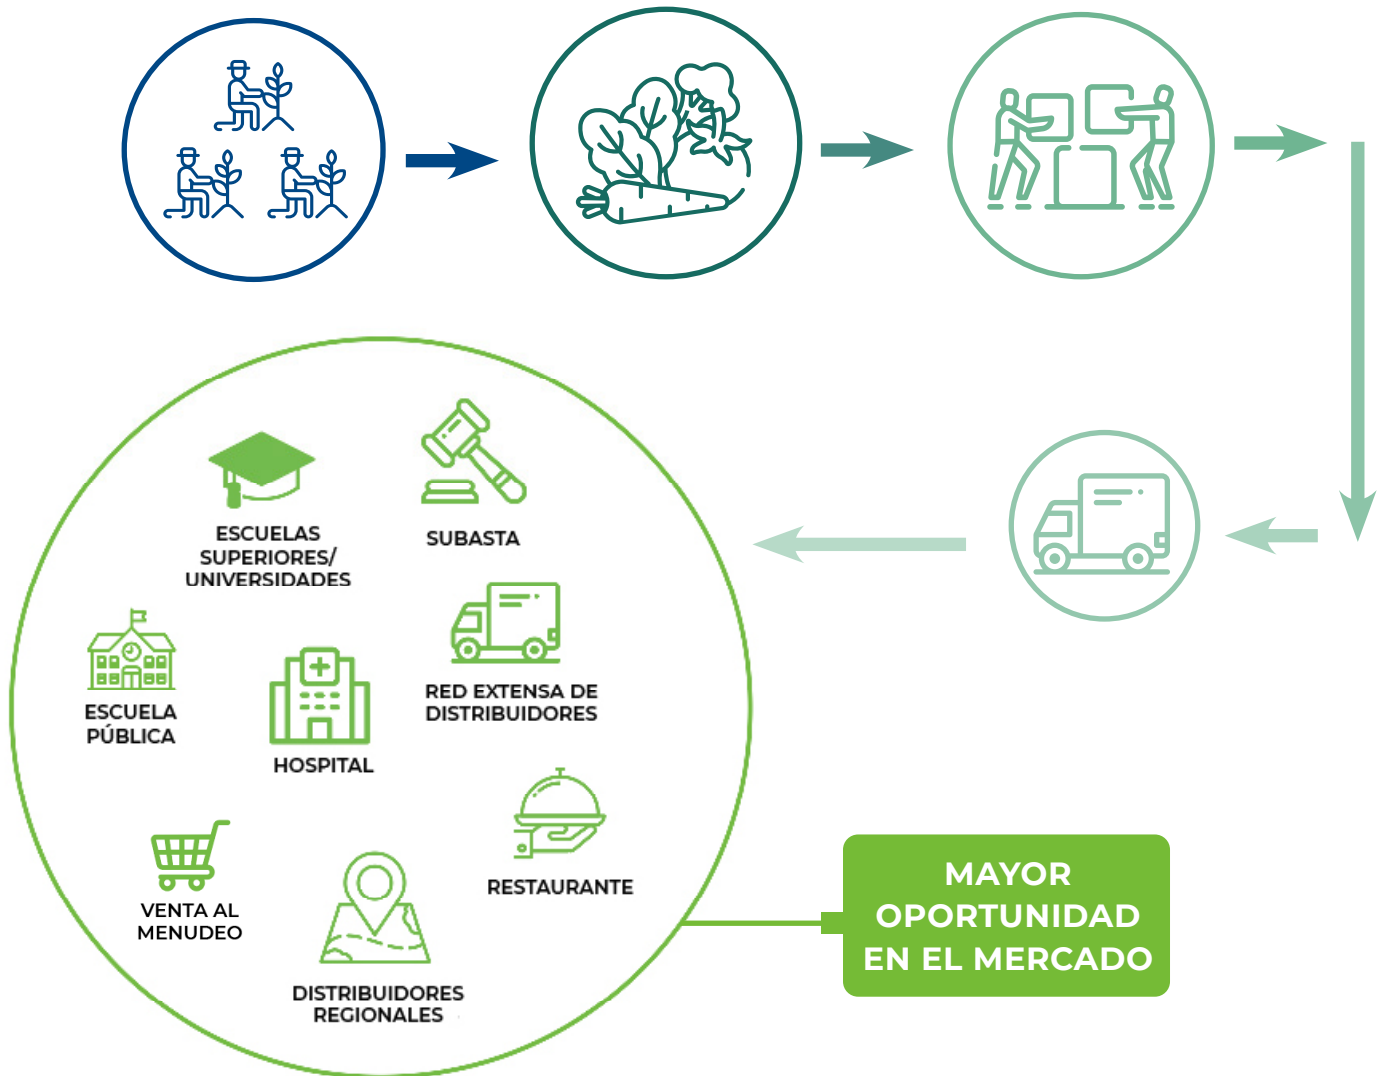 ESCUELAS
SUPERIORES/
UNIVERSIDADES
SUBASTA
ESCUELA
PÚBLICA
HOSPITAL
RED EXTENSA DE
DISTRIBUIDORES
VENTA AL
MENUDEO
RESTAURANTE
DISTRIBUIDORES
REGIONALES
MAYOR
OPORTUNIDAD
EN EL MERCADO